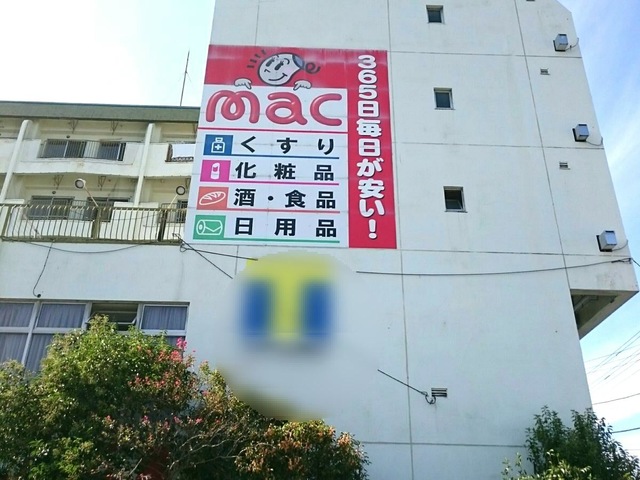 mac
くすり
化粧品
酒・食品
日用品
365日毎日が安い!